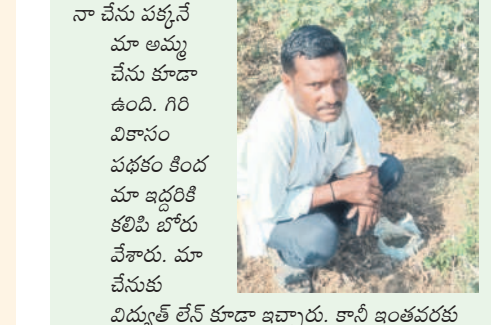 నా చేను పక్కనే
మా అమ్మ
చేను కూడా
ఉంది. గిరి
వికాసం
పథకం కింద
మా ఇద్దరికి
కలిపి బోరు
వేశారు. మా
చేనుకు
విద్యుత్ లేన్ కూడా ఇచ్చారు. కానీ ఇంతవరకు